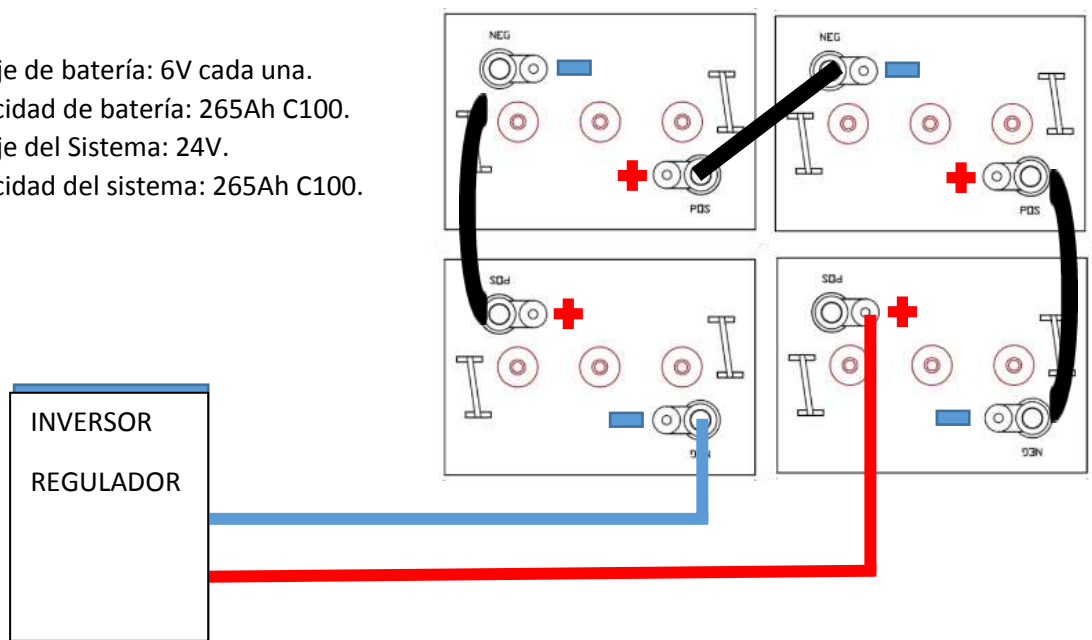 je de batería: 6V cada una.
cidad de batería: 265Ah C100.
je del Sistema: 24V.
cidad del sistema: 265Ah C100.
NEG
NEG
POS
POS
POS
POS
NEG
NEG
INVERSOR
REGULADOR